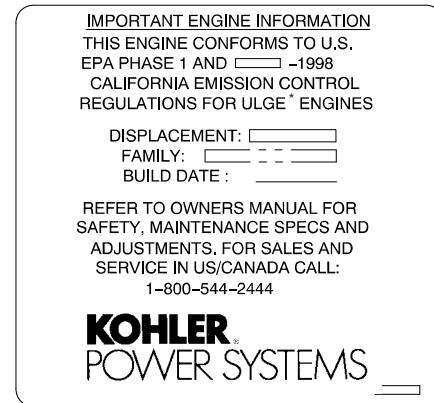 IMPORTANT ENGINE INFORMATION
THIS ENGINE CONFORMS TO U.S.
EPA PHASE 1 AND –1998
CALIFORNIA EMISSION CONTROL
REGULATIONS FOR ULGE* ENGINES
DISPLACEMENT:
FAMILY:
BUILD DATE :
REFER TO OWNERS MANUAL FOR
SAFETY, MAINTENANCE SPECS AND
ADJUSTMENTS. FOR SALES AND
SERVICE IN US/CANADA CALL:
1–800–544–2444
KOHLER®
POWER SYSTEMS